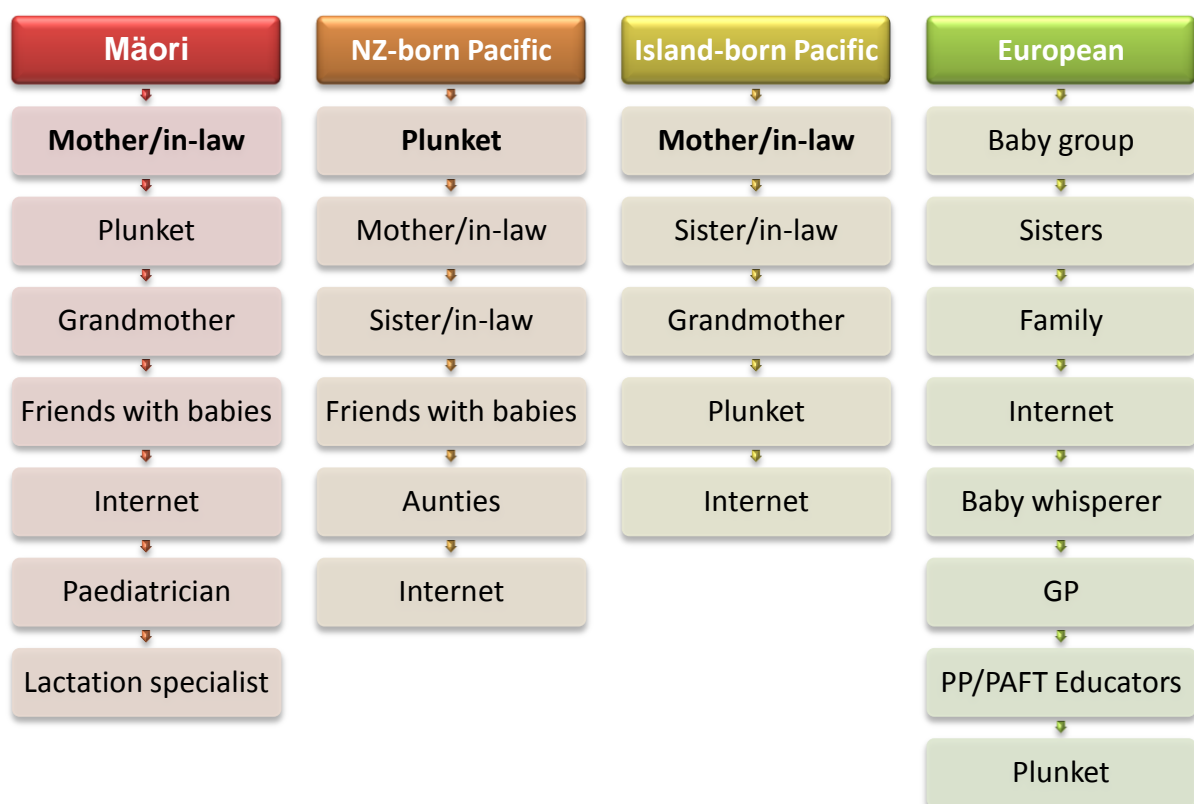 Mäori
Mother/in-law
Plunket
Grandmother
Friends with babies
Internet
Paediatrician
Lactation specialist
NZ-born Pacific
Plunket
Mother/in-law
Sister/in-law
Friends with babies
Aunties
Internet
Island-born Pacific
Mother/in-law
Sister/in-law
Grandmother
Plunket
Internet
European
Baby group
Sisters
Family
Internet
Baby whisperer
GP
PP/PAFT Educators
Plunket